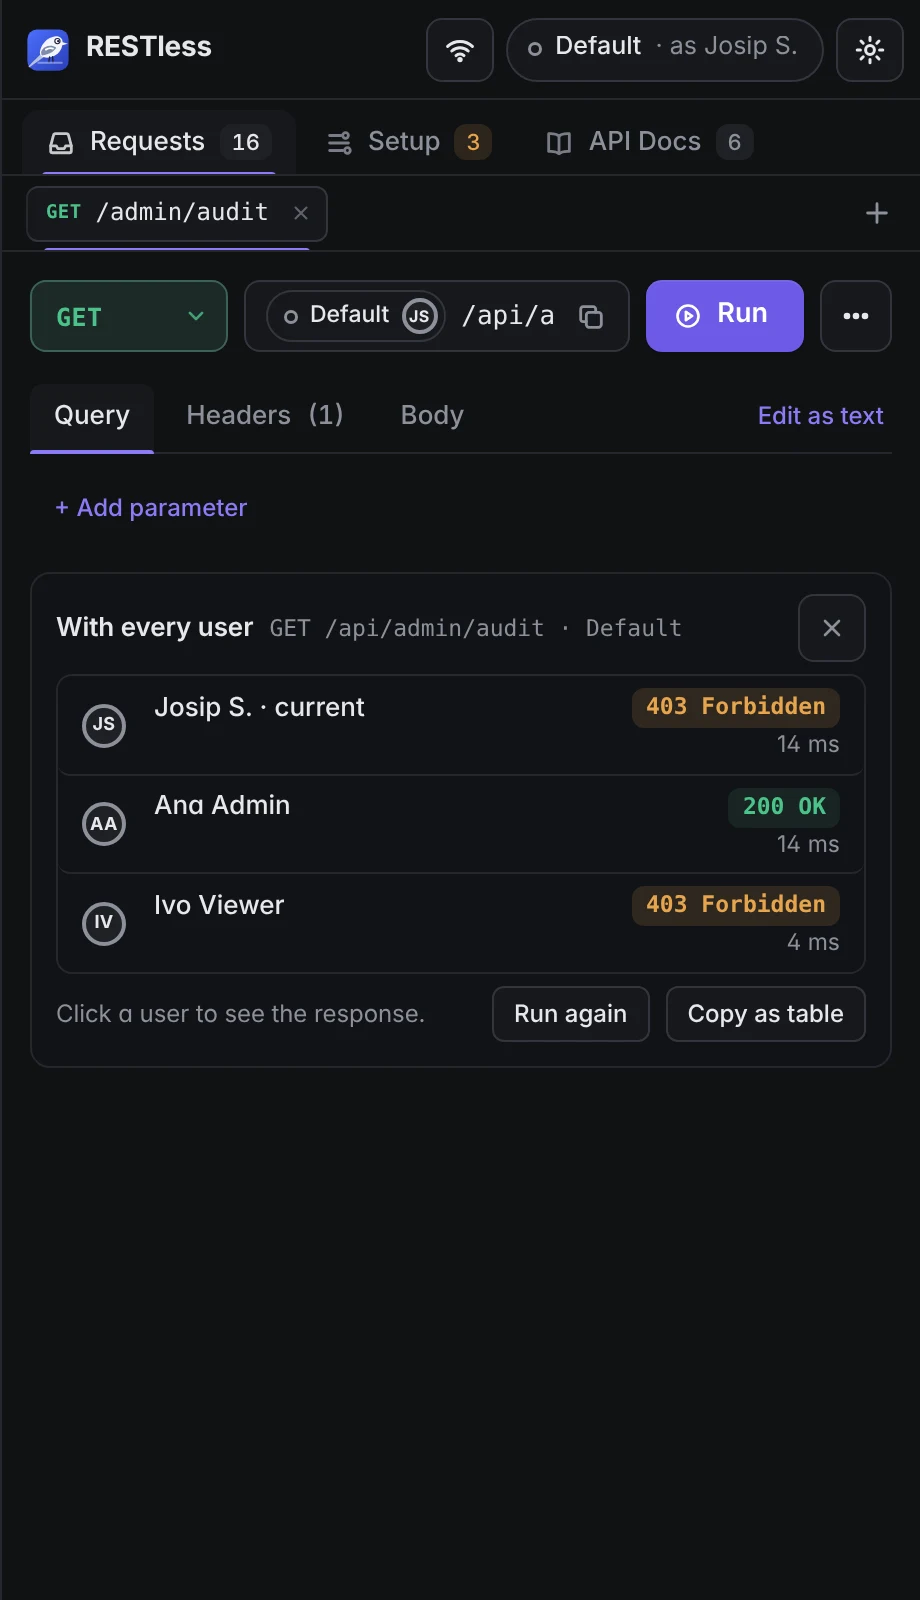 RESTless
Default · as Josip S.
Requests 16
Setup 3
API Docs 6
GET /admin/audit
GET
Default JS /api/a
Run
Query
Headers (1)
Body
Edit as text
+ Add parameter
With every user GET /api/admin/audit · Default
JS Josip S. · current 403 Forbidden
14 ms
AA Ana Admin 200 OK
14 ms
IV Ivo Viewer 403 Forbidden
4 ms
Click a user to see the response.
Run again
Copy as table